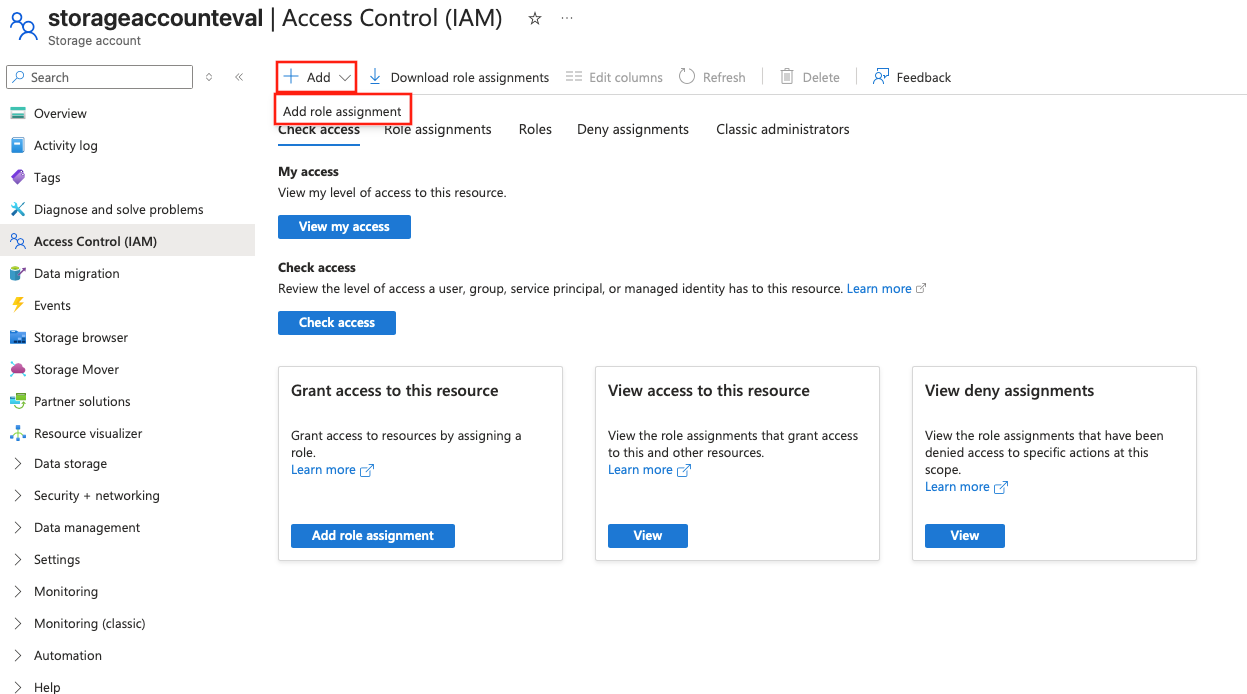 storageaccounteval | Access Control (IAM) ☆ ...
Storage account
Search
Overview
Activity log
Tags
Diagnose and solve problems
Access Control (IAM)
Data migration
Events
Storage browser
Storage Mover
Partner solutions
Resource visualizer
Data storage
Security + networking
Data management
Settings
Monitoring
Monitoring (classic)
Automation
Help
Add Download role assignments Edit columns Refresh Delete Feedback
Add role assignment
Check access Role assignments Roles Deny assignments Classic administrators
My access
View my level of access to this resource.
View my access
Check access
Review the level of access a user, group, service principal, or managed identity has to this resource. Learn more
Check access
Grant access to this resource
Grant access to resources by assigning a
role.
Learn more
Add role assignment
View access to this resource
View the role assignments that grant access
to this and other resources.
Learn more
View
View deny assignments
View the role assignments that have been
denied access to specific actions at this
scope.
Learn more
View